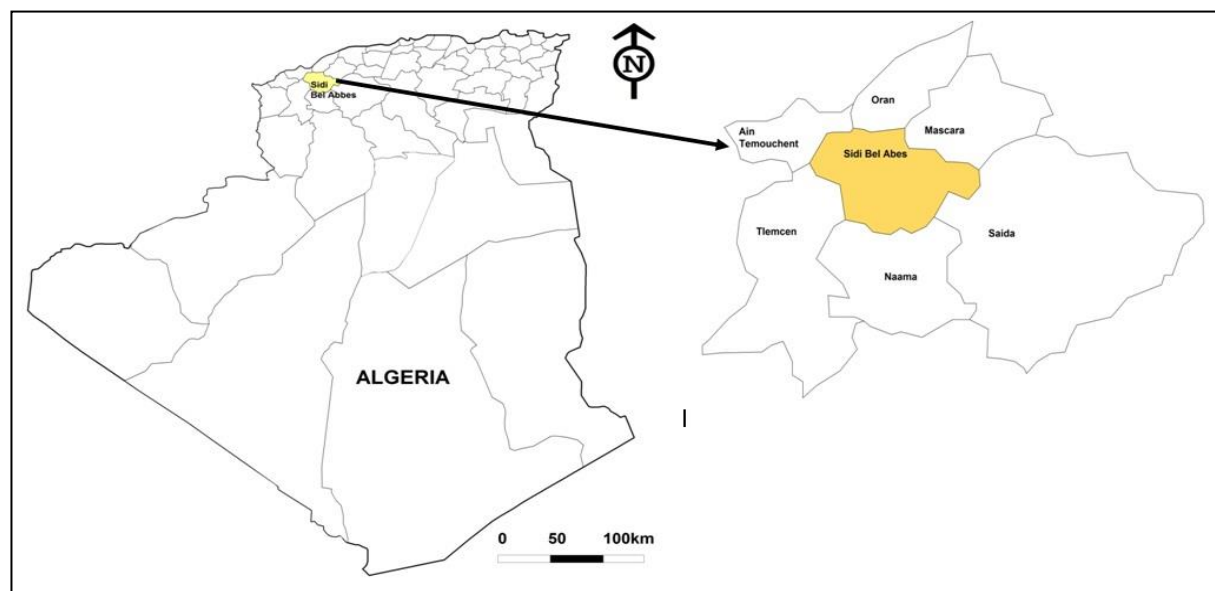 N
Sidi
Bel Abbes
ALGERIA
0 50 100km
Oran
Ain
Temouchent
Mascara
Sidi Bel Abes
Tlemcen
Saida
Naama